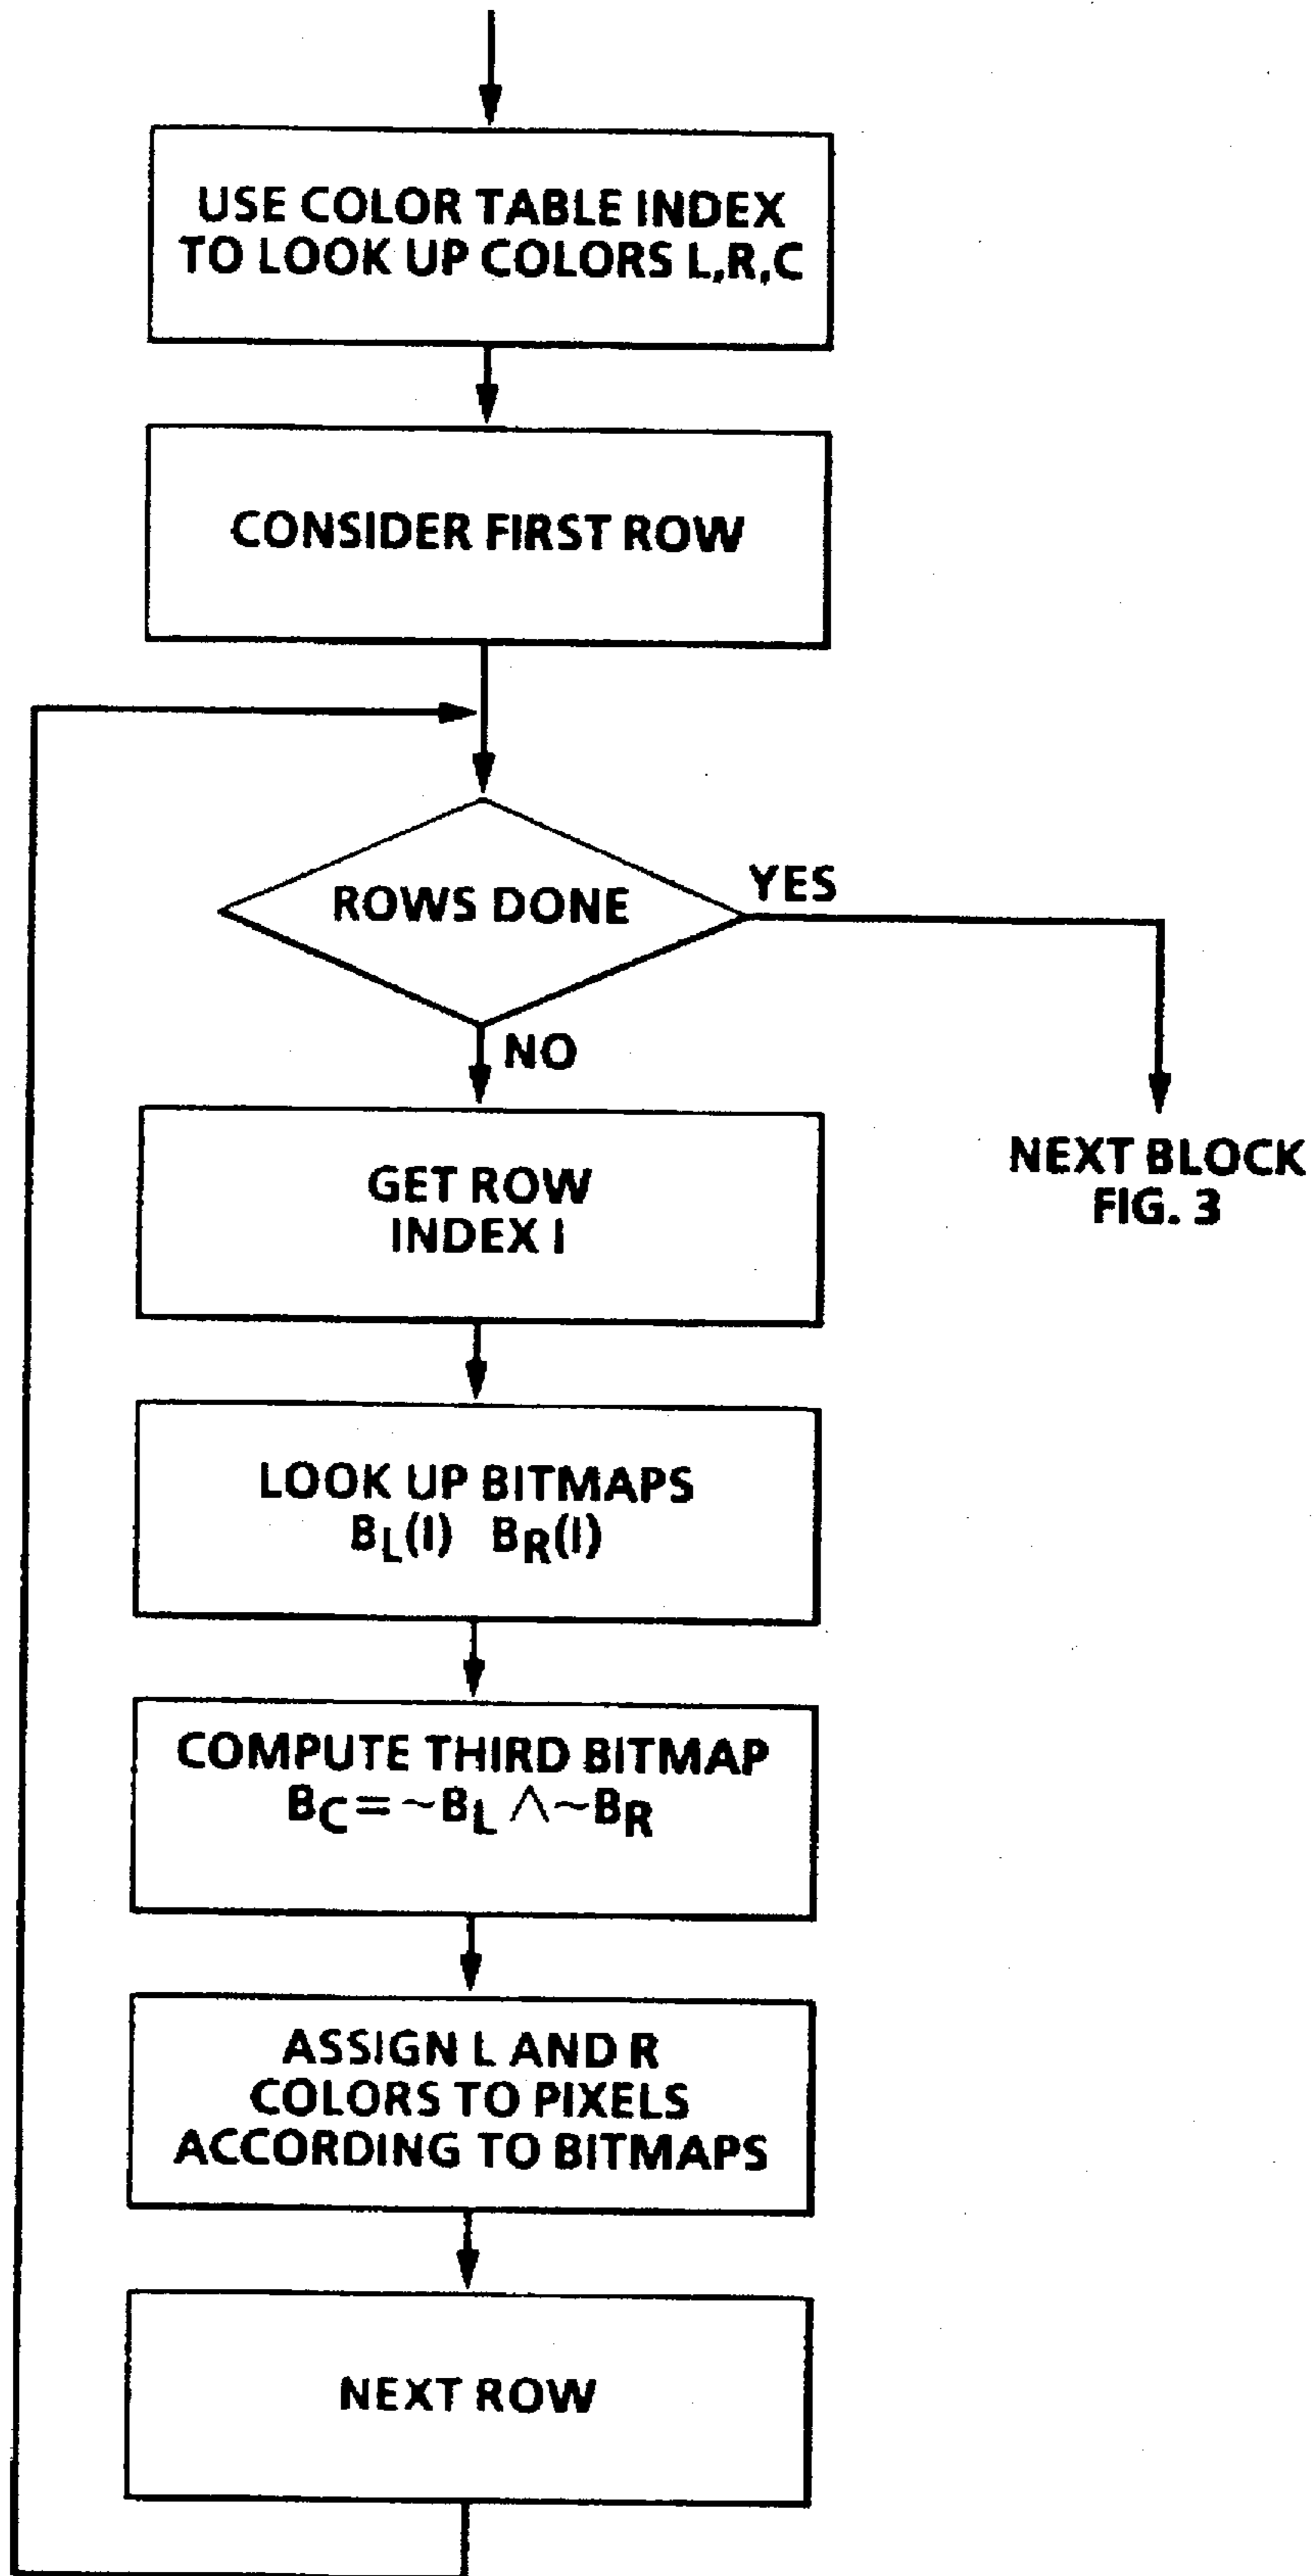 USE COLOR TABLE INDEX
TO LOOK UP COLORS L,R,C
CONSIDER FIRST ROW
ROWS DONE
YES
NO
NEXT BLOCK
FIG. 3
GET ROW
INDEX I
LOOK UP BITMAPS
BL(I) BR(I)
COMPUTE THIRD BITMAP
BC=~BL ∧~BR
ASSIGN L AND R
COLORS TO PIXELS
ACCORDING TO BITMAPS
NEXT ROW